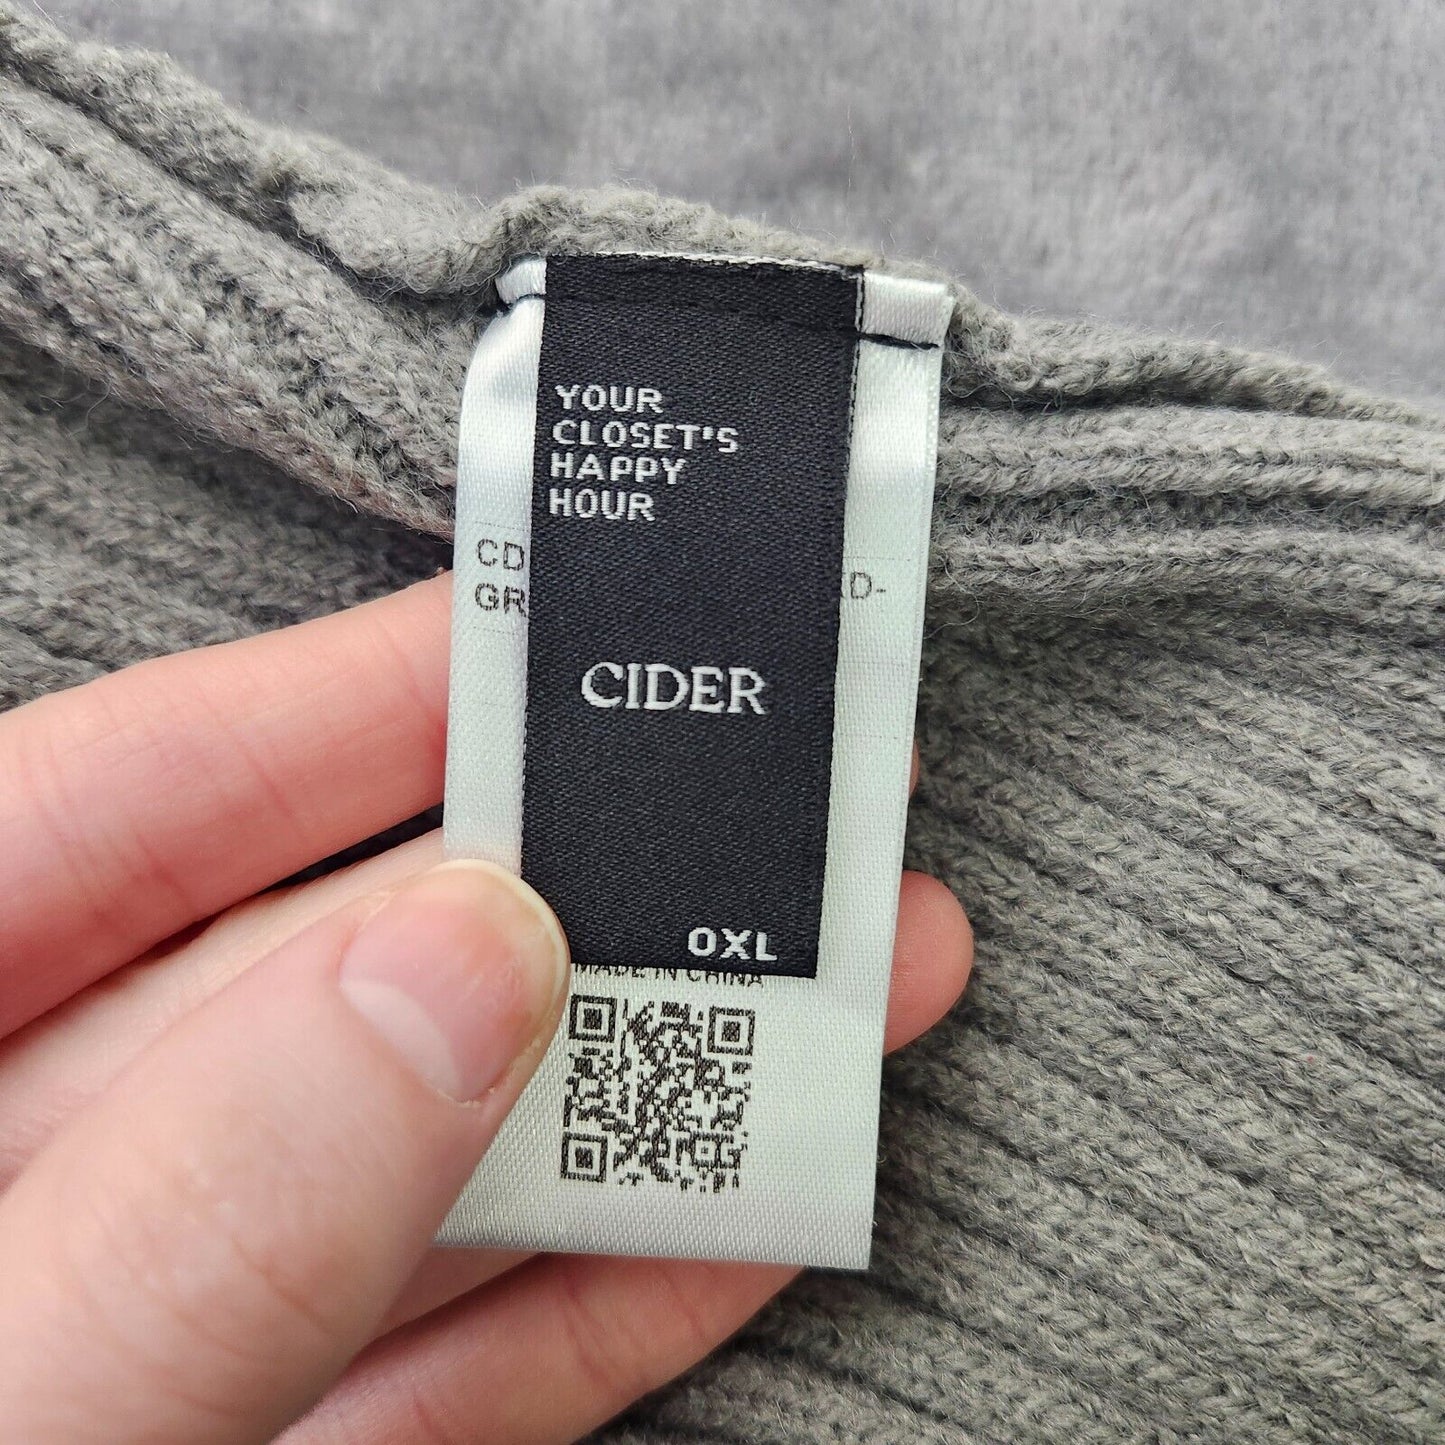 YOUR
CLOSET'S
HAPPY
HOUR
CD
D-
GR
CIDER
0XL
MADE IN CHINA